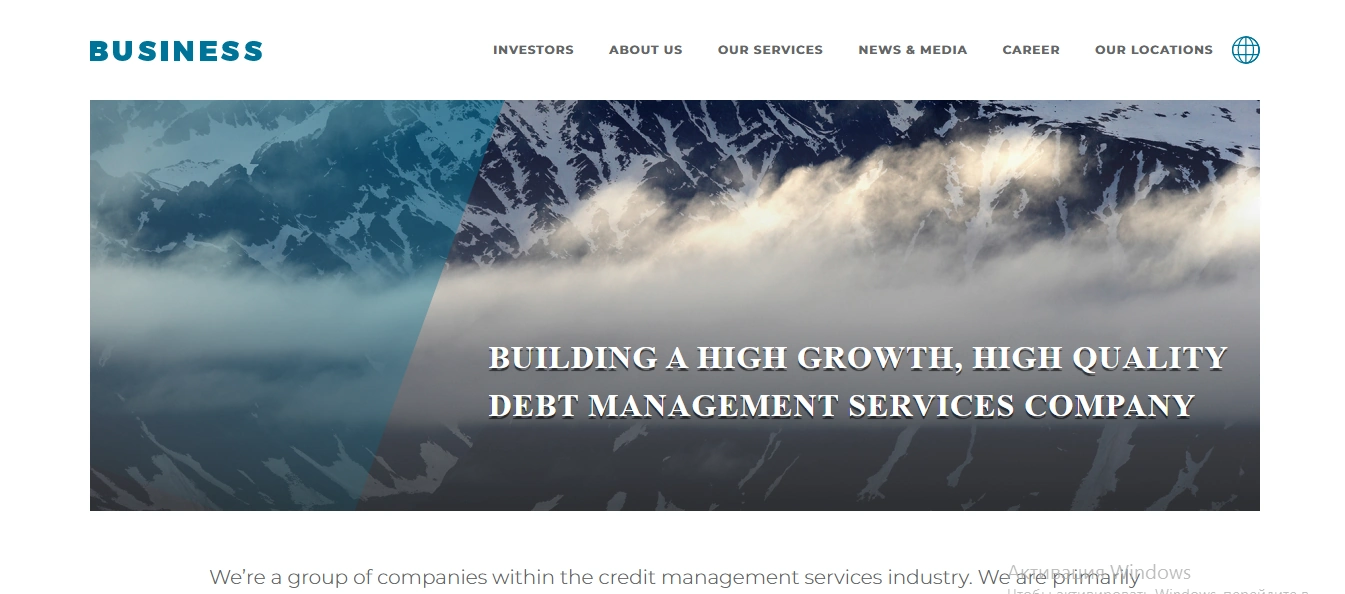 BUSINESS
INVESTORS ABOUT US OUR SERVICES NEWS & MEDIA CAREER OUR LOCATIONS
BUILDING A HIGH GROWTH, HIGH QUALITY
DEBT MANAGEMENT SERVICES COMPANY
We’re a group of companies within the credit management services industry. We are primarily
Активация Windows
Чтобы активировать Windows, перейдите в